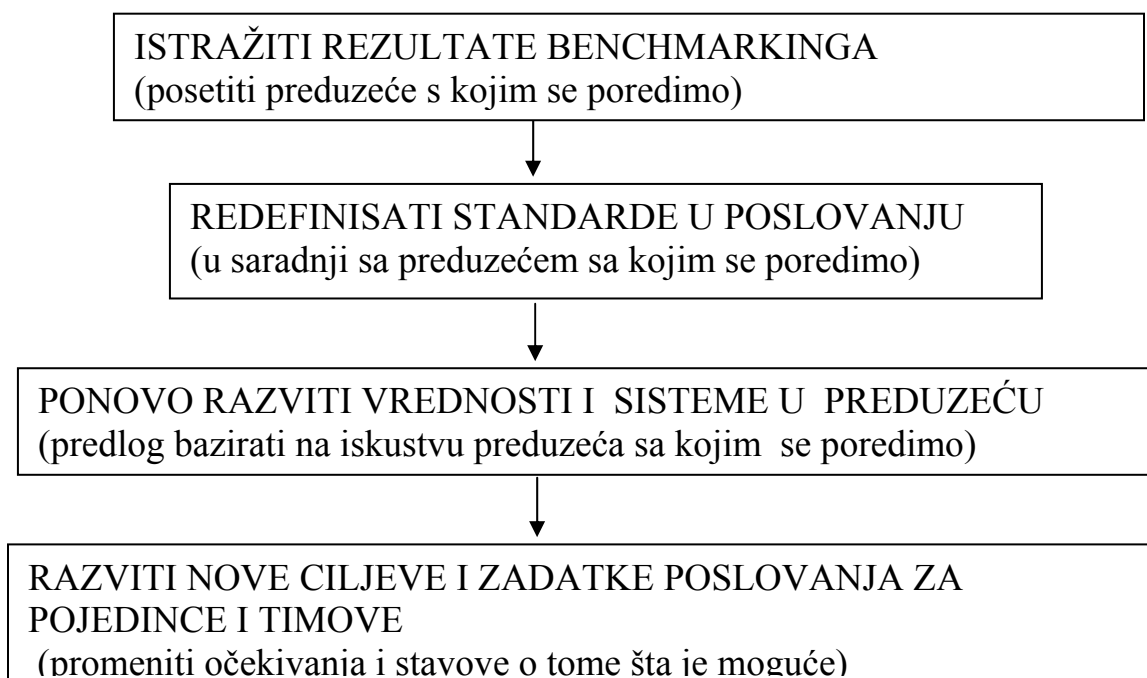 ISTRAŽITI REZULTATE BENCHMARKINGA
(posetiti preduzeće s kojim se poredimo)
REDEFINISATI STANDARDE U POSLOVANJU
(u saradnji sa preduzećem sa kojim se poredimo)
PONOVO RAZVITI VREDNOSTI I SISTEME U PREDUZEĆU
(predlog bazirati na iskustvu preduzeća sa kojim se poredimo)
RAZVITI NOVE CILJEVE I ZADATKE POSLOVANJA ZA
POJEDINCE I TIMOVE
(promeniti očekivanja i stavove o tome šta je moguće)